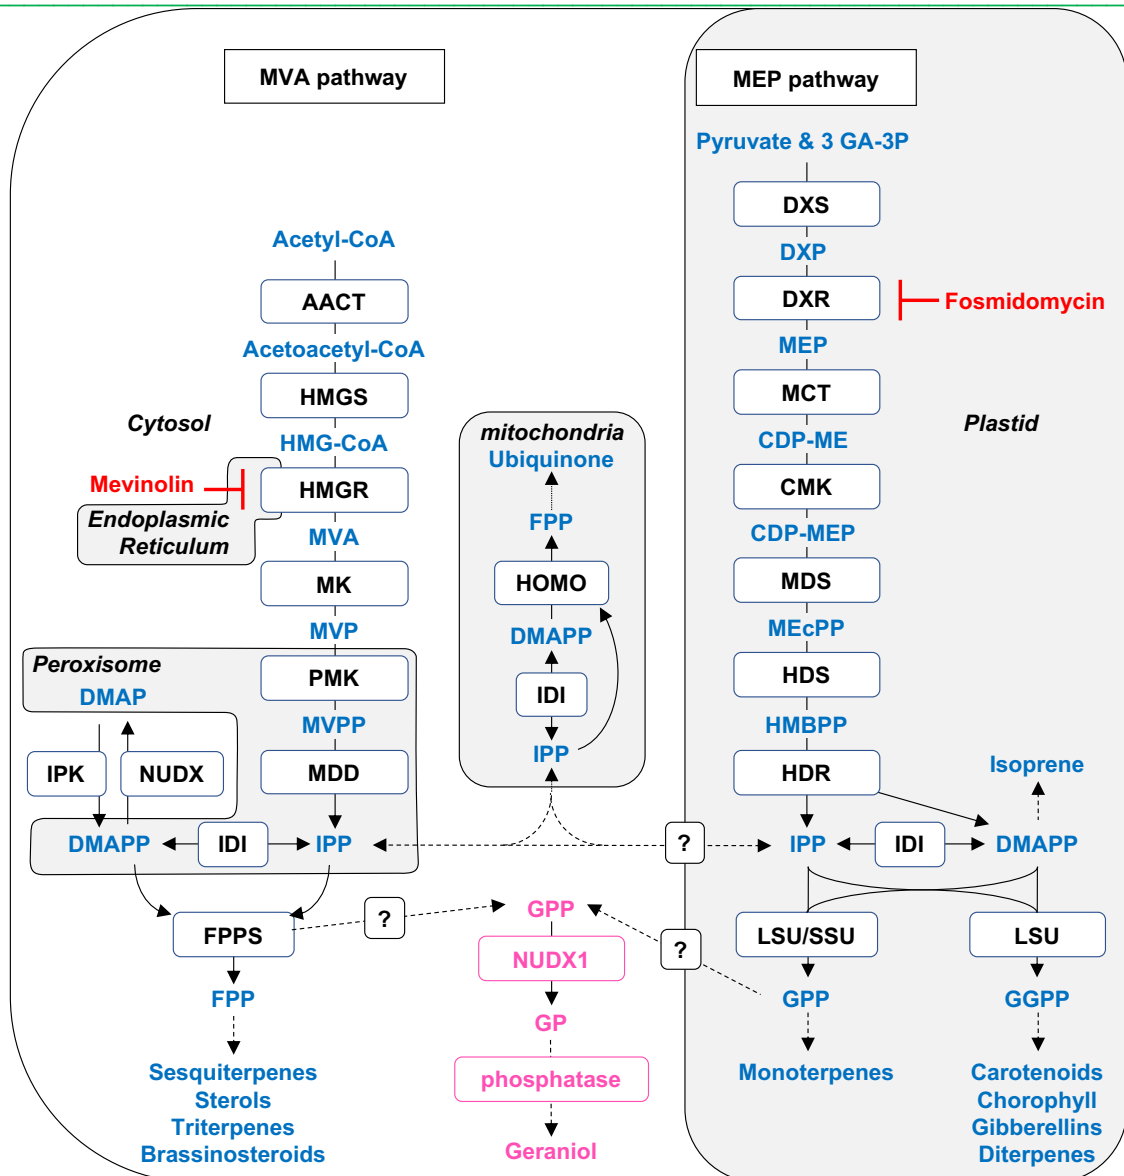 MVA pathway
MEP pathway
Pyruvate & 3 GA-3P
DXS
DXP
DXR
Fosmidomycin
MEP
MCT
CDP-ME
CMK
CDP-MEP
MDS
MEcPP
HDS
HMBPP
HDR
Plastid
Isoprene
IPP
IDI
DMAPP
LSU/SSU
LSU
GPP
GGPP
Monoterpenes
Carotenoids
Chorophyll
Gibberellins
Diterpenes
Acetyl-CoA
AACT
Acetoacetyl-CoA
HMGS
Cytosol
HMG-CoA
Mevinolin
HMGR
Endoplasmic
Reticulum
MVA
MK
MVP
Peroxisome
PMK
DMAP
MVPP
IPK
NUDX
MDD
DMAPP
IDI
IPP
FPPS
FPP
Sesquiterpenes
Sterols
Triterpenes
Brassinosteroids
mitochondria
Ubiquinone
FPP
HOMO
DMAPP
IDI
IPP
?
?
?
GPP
NUDX1
GP
phosphatase
Geraniol